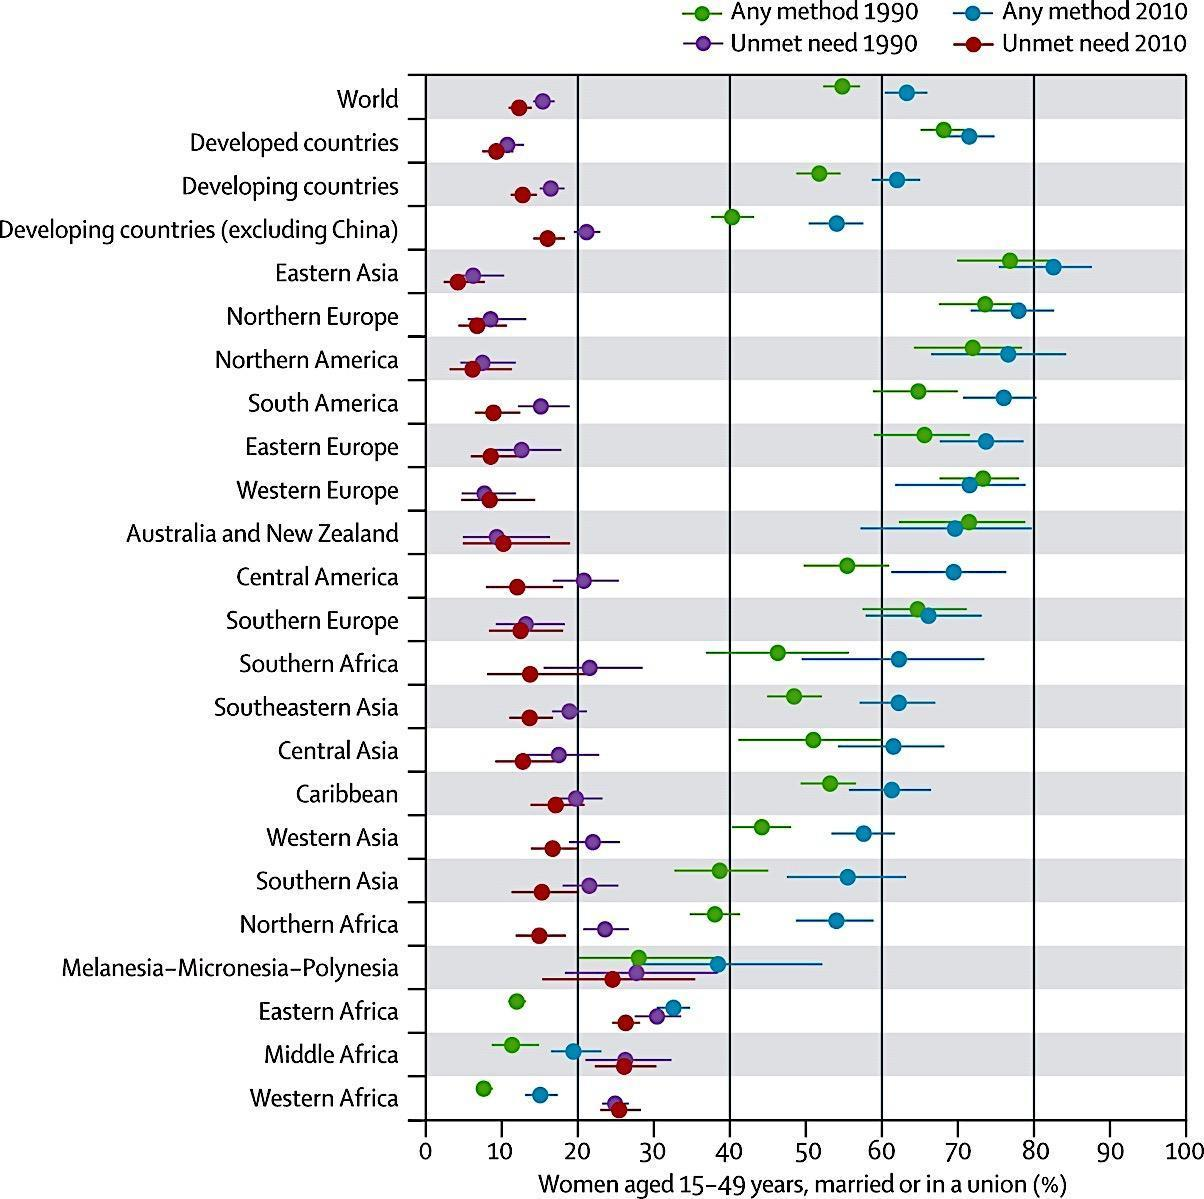 Any method 1990
Any method 2010
Unmet need 1990
Unmet need 2010
World
Developed countries
Developing countries
Developing countries (excluding China)
Eastern Asia
Northern Europe
Northern America
South America
Eastern Europe
Western Europe
Australia and New Zealand
Central America
Southern Europe
Southern Africa
Southeastern Asia
Central Asia
Caribbean
Western Asia
Southern Asia
Northern Africa
Melanesia–Micronesia–Polynesia
Eastern Africa
Middle Africa
Western Africa
0 10 20 30 40 50 60 70 80 90 100
Women aged 15–49 years, married or in a union (%)